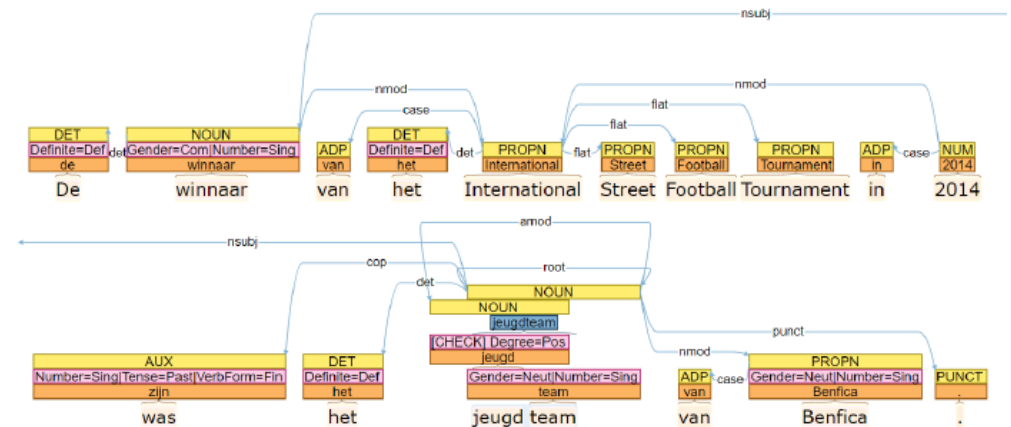 nsubj
nmod nmod
case flat
flat
DET NOUN DET
Definite=Def det Gender=Com|Number=Sing ADP Definite=Def det PROPN flat PROPN PROPN PROPN ADP case NUM
de winnaar van het International Street Football Tournament in 2014
De winnaar van het International Street Football Tournament in 2014
amod
nsubj
cop root
det
NOUN
NOUN
jeugdteam
punct
[CHECK] Degree=Pos
AUX DET jeugd nmod PROPN
Number=Sing|Tense=Past|VerbForm=Fin Definite=Def Gender=Neut|Number=Sing ADP case Gender=Neut|Number=Sing PUNCT
zijn het team van Benfica .
was het jeugd team van Benfica .